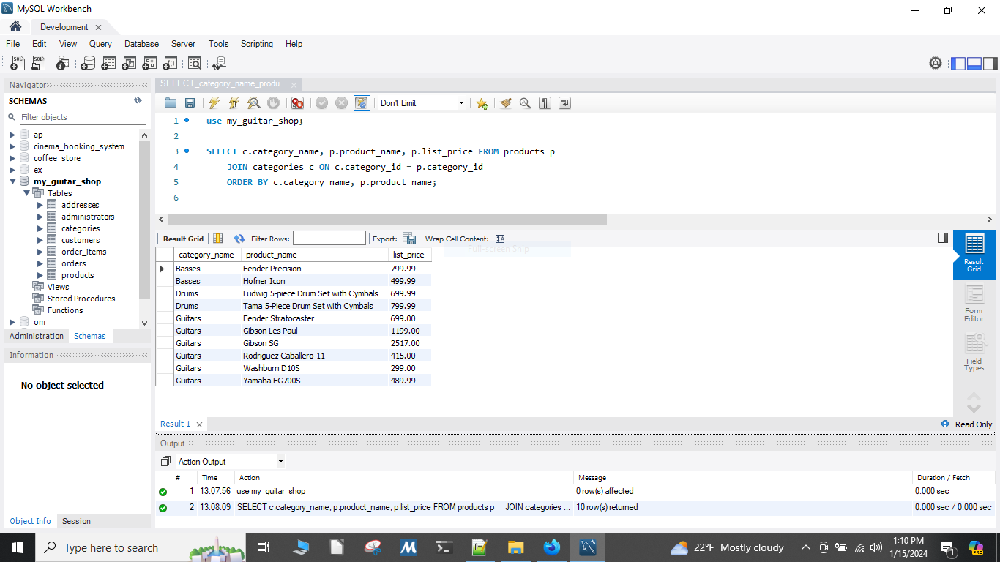 MySQL Workbench
Development
File Edit View Query Database Server Tools Scripting Help
Navigator
SCHEMAS
Filter objects
ap
cinema_booking_system
coffee_store
ex
my_guitar_shop
Tables
addresses
administrators
categories
customers
order_items
orders
products
Views
Stored Procedures
Functions
om
Administration Schemas
Information
No object selected
Object Info Session
SELECT_category_name_produ...
Don't Limit
1 use my_guitar_shop;
2
3 SELECT c.category_name, p.product_name, p.list_price FROM products p
4 JOIN categories c ON c.category_id = p.category_id
5 ORDER BY c.category_name, p.product_name;
6
Result Grid Filter Rows: Export: Wrap Cell Content:
Full-screen Snip
category_name product_name list_price
Basses Fender Precision 799.99
Basses Hofner Icon 499.99
Drums Ludwig 5-piece Drum Set with Cymbals 699.99
Drums Tama 5-Piece Drum Set with Cymbals 799.99
Guitars Fender Stratocaster 699.00
Guitars Gibson Les Paul 1199.00
Guitars Gibson SG 2517.00
Guitars Rodriguez Caballero 11 415.00
Guitars Washburn D10S 299.00
Guitars Yamaha FG700S 489.99
Result
Grid
Form
Editor
Field
Types
Result 1
Read Only
Output
Action Output
# Time Action Message Duration / Fetch
1 13:07:56 use my_guitar_shop 0 row(s) affected 0.000 sec
2 13:08:09 SELECT c.category_name, p.product_name, p.list_price FROM products p JOIN categories ... 10 row(s) returned 0.000 sec / 0.000 sec
Type here to search
22°F Mostly cloudy
1:10 PM
1/15/2024
1
PRE